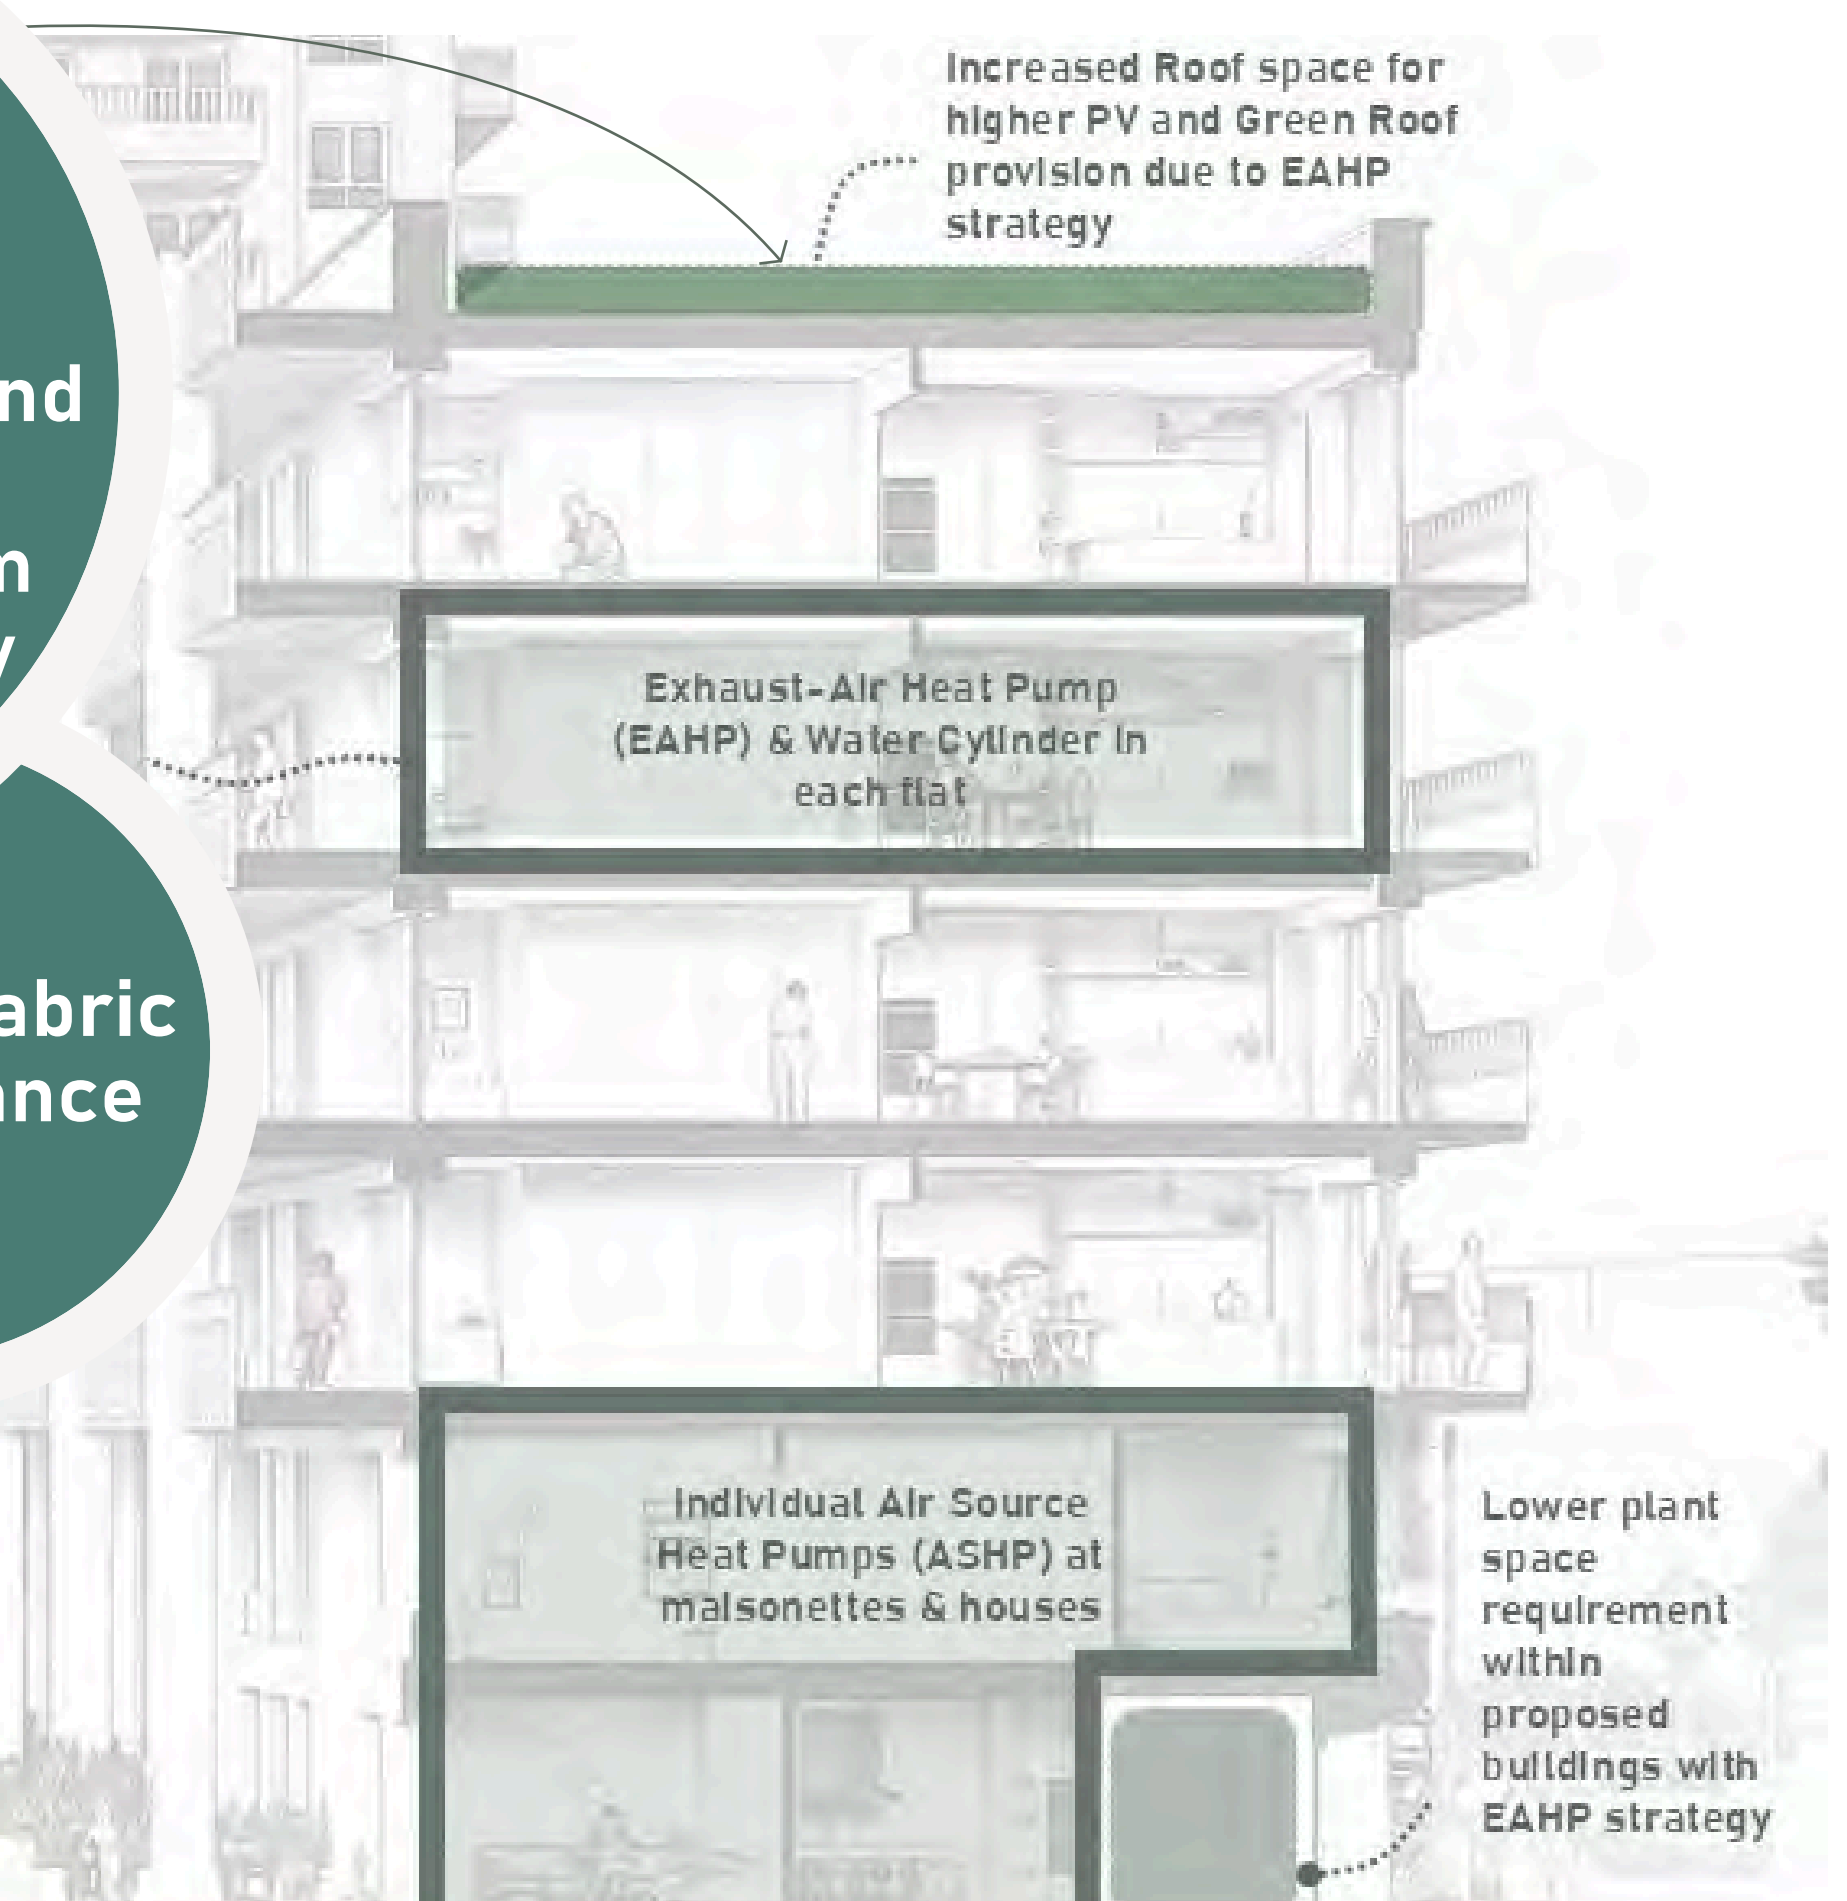 Increased Roof space for
higher PV and Green Roof
provision due to EAHP
strategy
nd
m
y
Exhaust-Air Heat Pump
(EAHP) & Water Cylinder in
each flat
abric
ance
Individual Air Source
Heat Pumps (ASHP) at
maisonettes & houses
Lower plant
space
requirement
within
proposed
buildings with
EAHP strategy